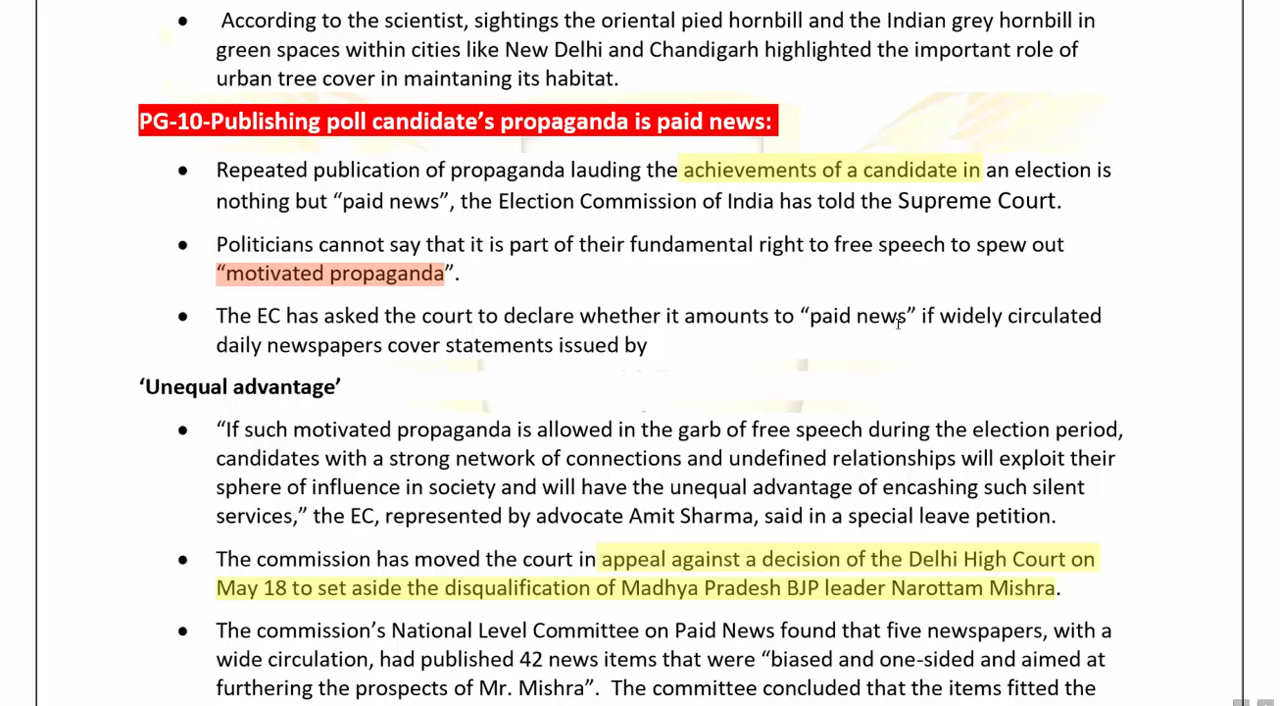 • According to the scientist, sightings the oriental pied hornbill and the Indian grey hornbill in
green spaces within cities like New Delhi and Chandigarh highlighted the important role of
urban tree cover in maintaning its habitat.
PG-10-Publishing poll candidate’s propaganda is paid news:
• Repeated publication of propaganda lauding the achievements of a candidate in an election is
nothing but “paid news”, the Election Commission of India has told the Supreme Court.
• Politicians cannot say that it is part of their fundamental right to free speech to spew out
“motivated propaganda”.
• The EC has asked the court to declare whether it amounts to “paid news” if widely circulated
daily newspapers cover statements issued by
‘Unequal advantage’
• “If such motivated propaganda is allowed in the garb of free speech during the election period,
candidates with a strong network of connections and undefined relationships will exploit their
sphere of influence in society and will have the unequal advantage of encashing such silent
services,” the EC, represented by advocate Amit Sharma, said in a special leave petition.
• The commission has moved the court in appeal against a decision of the Delhi High Court on
May 18 to set aside the disqualification of Madhya Pradesh BJP leader Narottam Mishra.
• The commission’s National Level Committee on Paid News found that five newspapers, with a
wide circulation, had published 42 news items that were “biased and one-sided and aimed at
furthering the prospects of Mr. Mishra”. The committee concluded that the items fitted the